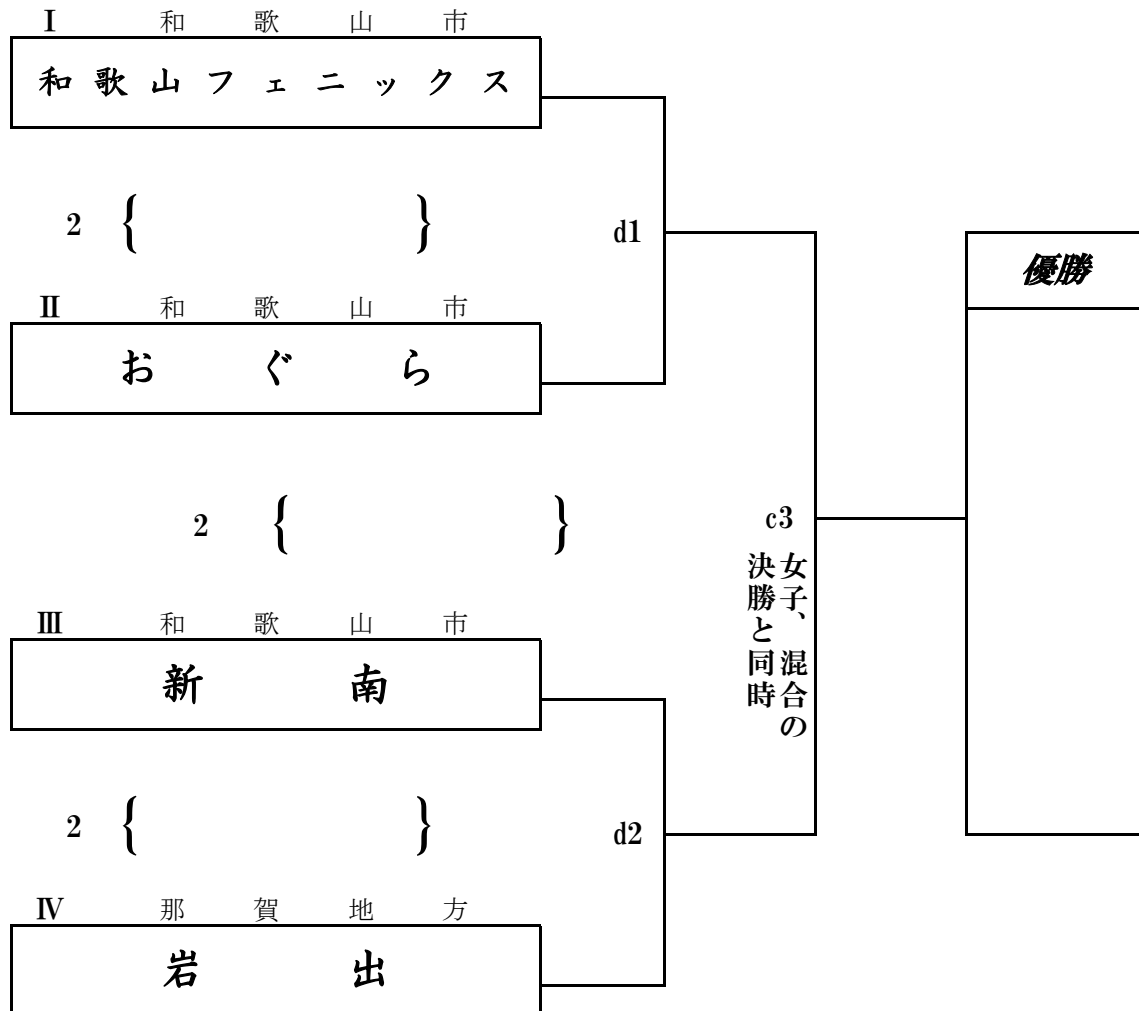 Ⅰ 和歌山市
和歌山フェニックス
2 { } d1
Ⅱ 和歌山市
おぐら
優勝
2 { } c3
女子、混合の
決勝と同時
Ⅲ 和歌山市
新南
2 { } d2
Ⅳ 那賀地方
岩出